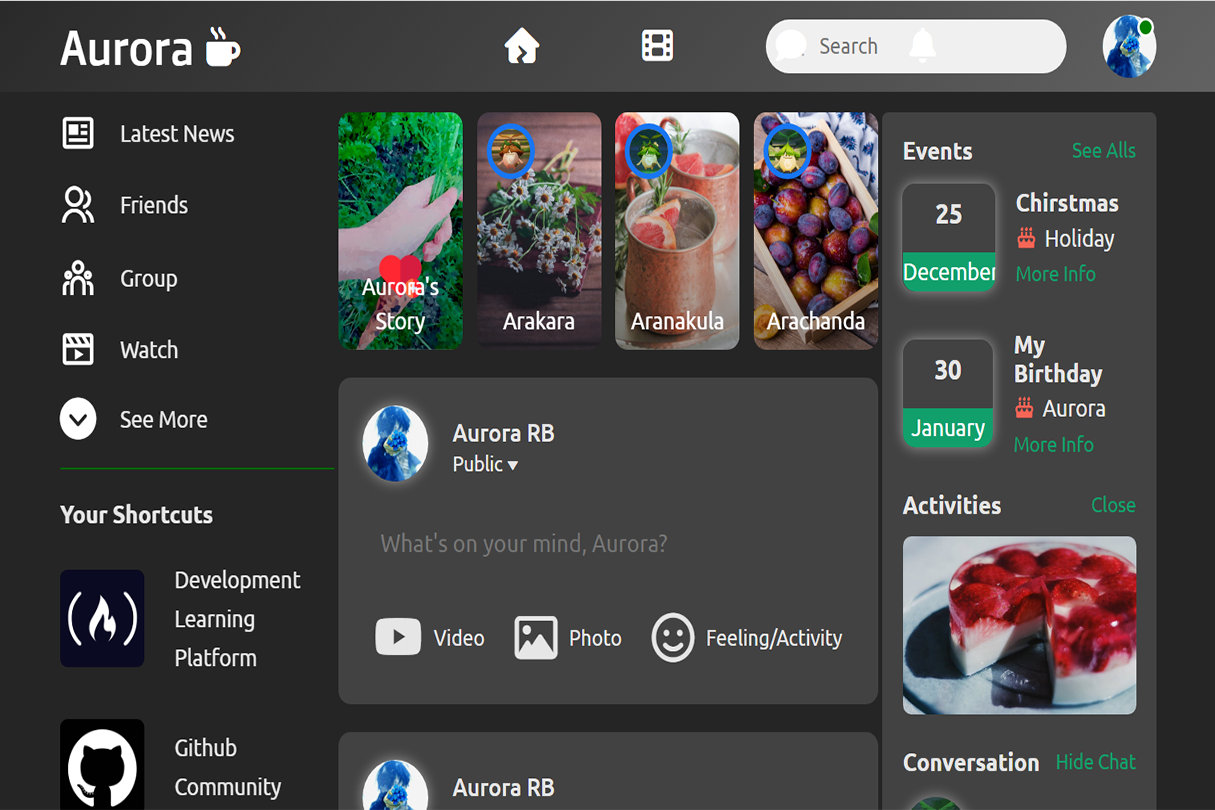 Aurora
Search
Latest News
Friends
Group
Watch
See More
Your Shortcuts
Development
Learning
Platform
Github
Community
Aurora's
Story
Arakara
Aranakula
Arachanda
Aurora RB
Public ▾
What's on your mind, Aurora?
Video
Photo
Feeling/Activity
Aurora RB
Events
See Alls
25
December
Chirstmas
Holiday
More Info
30
January
My
Birthday
Aurora
More Info
Activities
Close
Conversation
Hide Chat